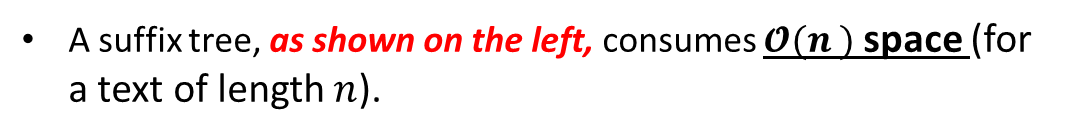 • A suffix tree, as shown on the left, consumes 𝒪(n) space (for
a text of length n).